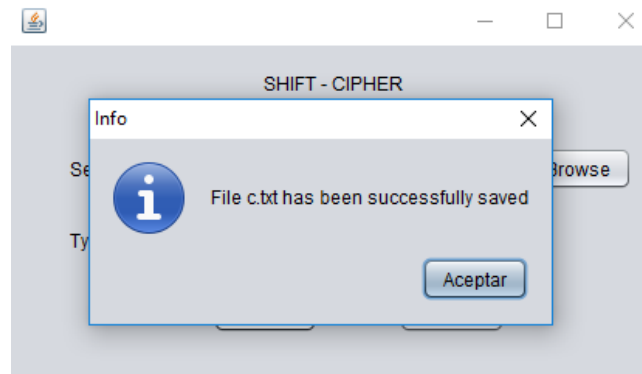 SHIFT - CIPHER
Info
Se
Browse
File c.txt has been successfully saved
Ty
Aceptar